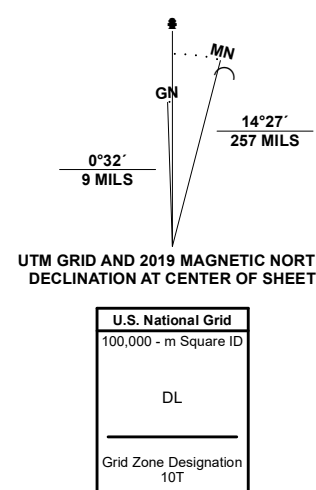 MN
GN
14°27´
257 MILS
0°32´
9 MILS
UTM GRID AND 2019 MAGNETIC NORT
DECLINATION AT CENTER OF SHEET
U.S. National Grid
100,000 - m Square ID
DL
Grid Zone Designation
10T